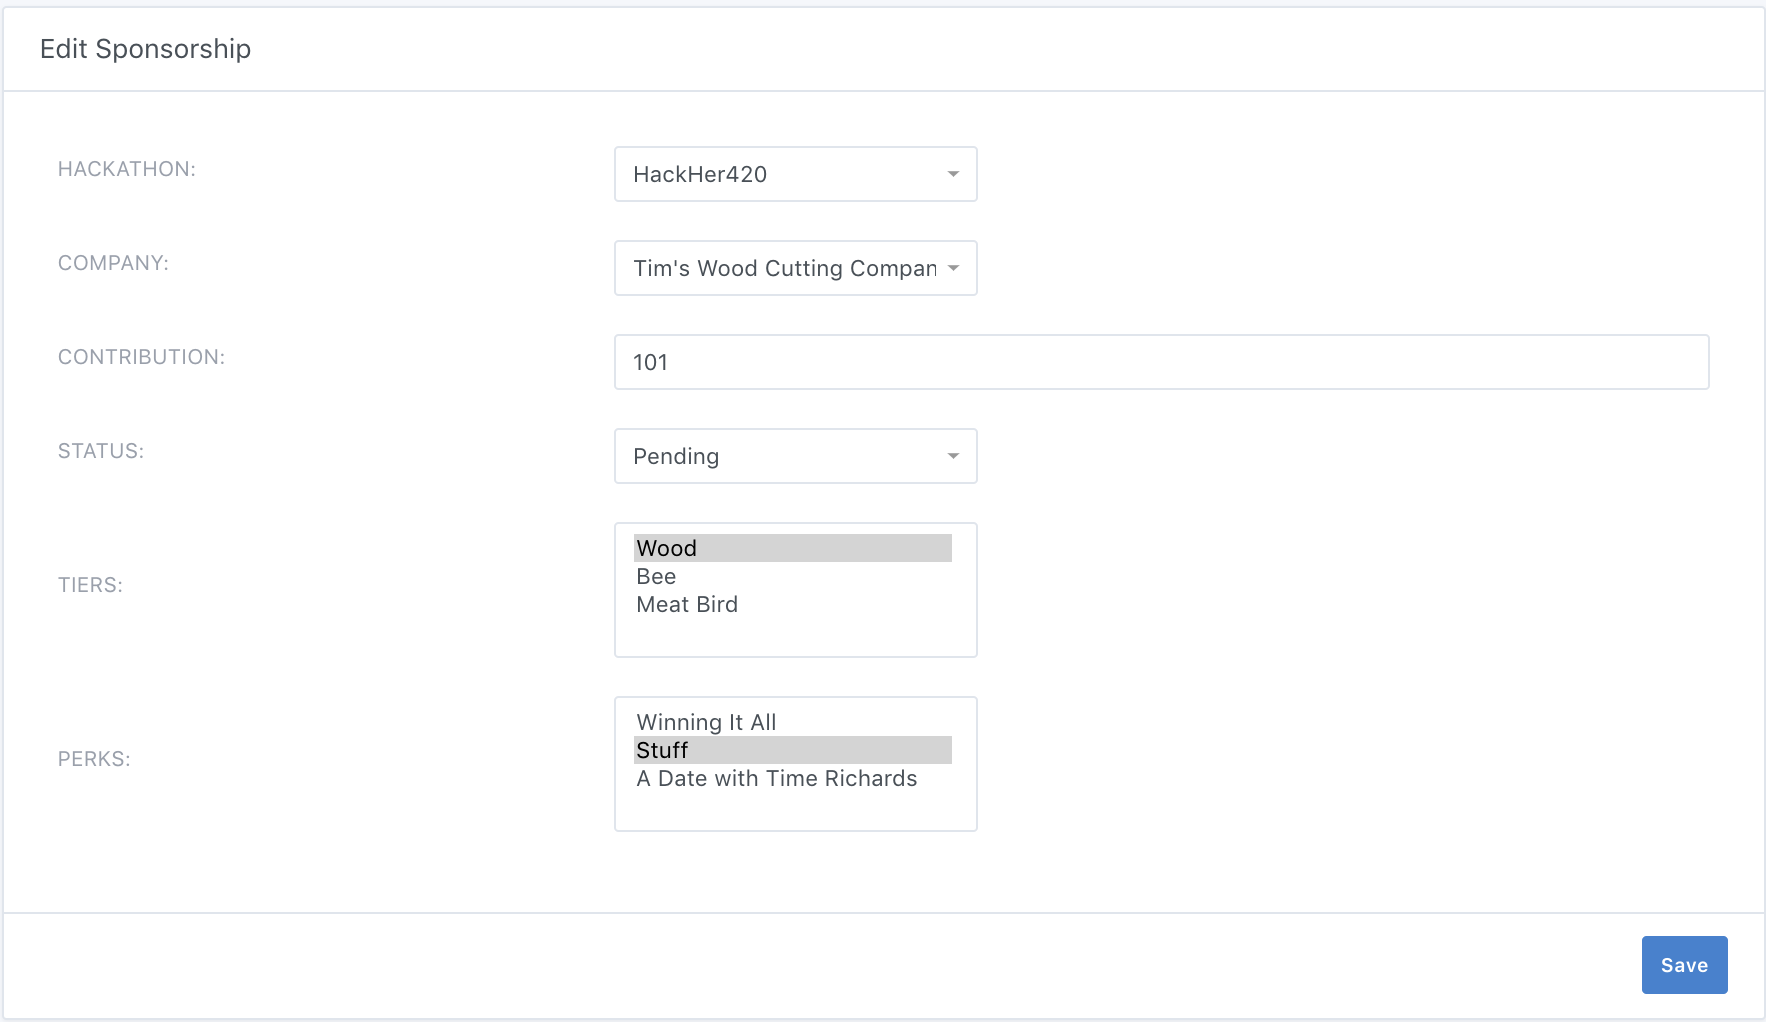 Edit Sponsorship
HACKATHON:
HackHer420
COMPANY:
Tim's Wood Cutting Compan
CONTRIBUTION:
101
STATUS:
Pending
TIERS:
Wood
Bee
Meat Bird
PERKS:
Winning It All
Stuff
A Date with Time Richards
Save